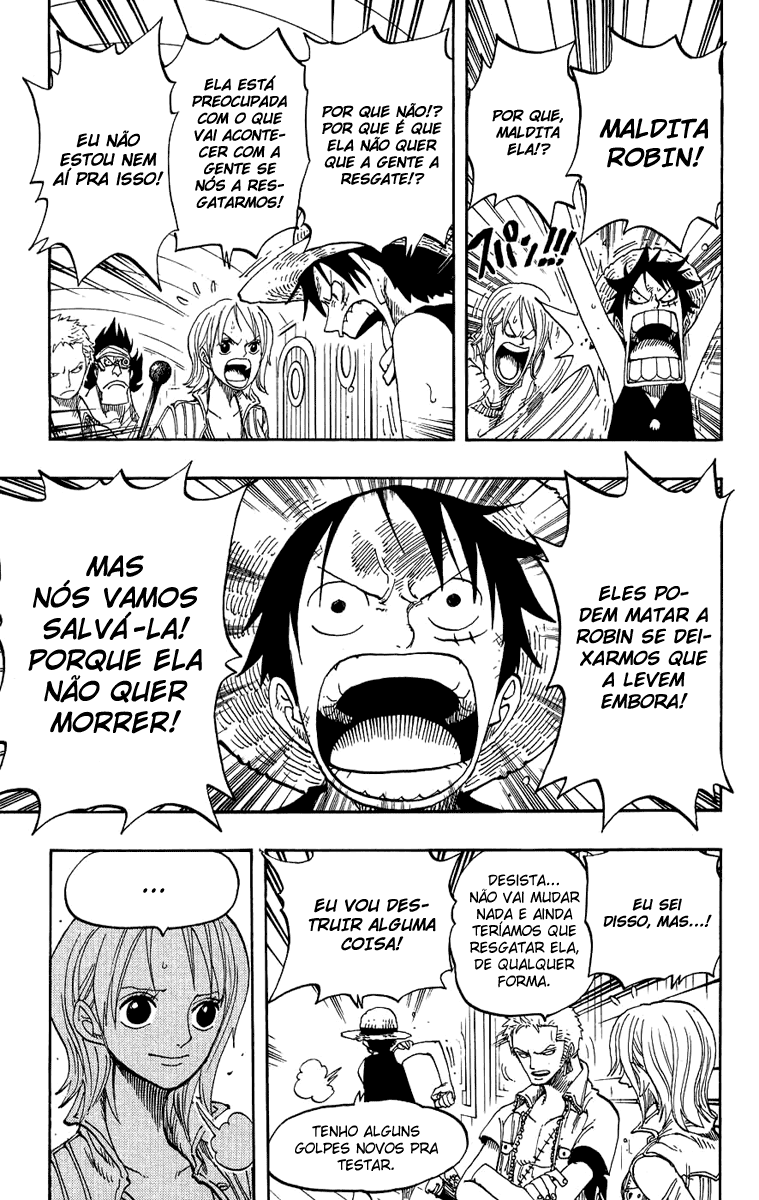 MALDITA
ROBIN!
POR QUE,
MALDITA
ELA!?
スパン!!!
POR QUE NÃO!?
POR QUE É QUE
ELA NÃO QUER
QUE A GENTE A
RESGATE!?
ELA ESTÁ
PREOCUPADA
COM O QUE
VAI ACONTE-
CER COM A
GENTE SE
NÓS A RES-
GATARMOS!
EU NÃO
ESTOU NEM
AÍ PRA ISSO!
ELES PO-
DEM MATAR A
ROBIN SE DEI-
XARMOS QUE
A LEVEM
EMBORA!
MAS
NÓS VAMOS
SALVÁ-LA!
PORQUE ELA
NÃO QUER
MORRER!
EU SEI
DISSO, MAS...!
DESISTA...
NÃO VAI MUDAR
NADA E AINDA
TERÍAMOS QUE
RESGATAR ELA,
DE QUALQUER
FORMA.
EU VOU DES-
TRUIR ALGUMA
COISA!
TENHO ALGUNS
GOLPES NOVOS PRA
TESTAR.
...